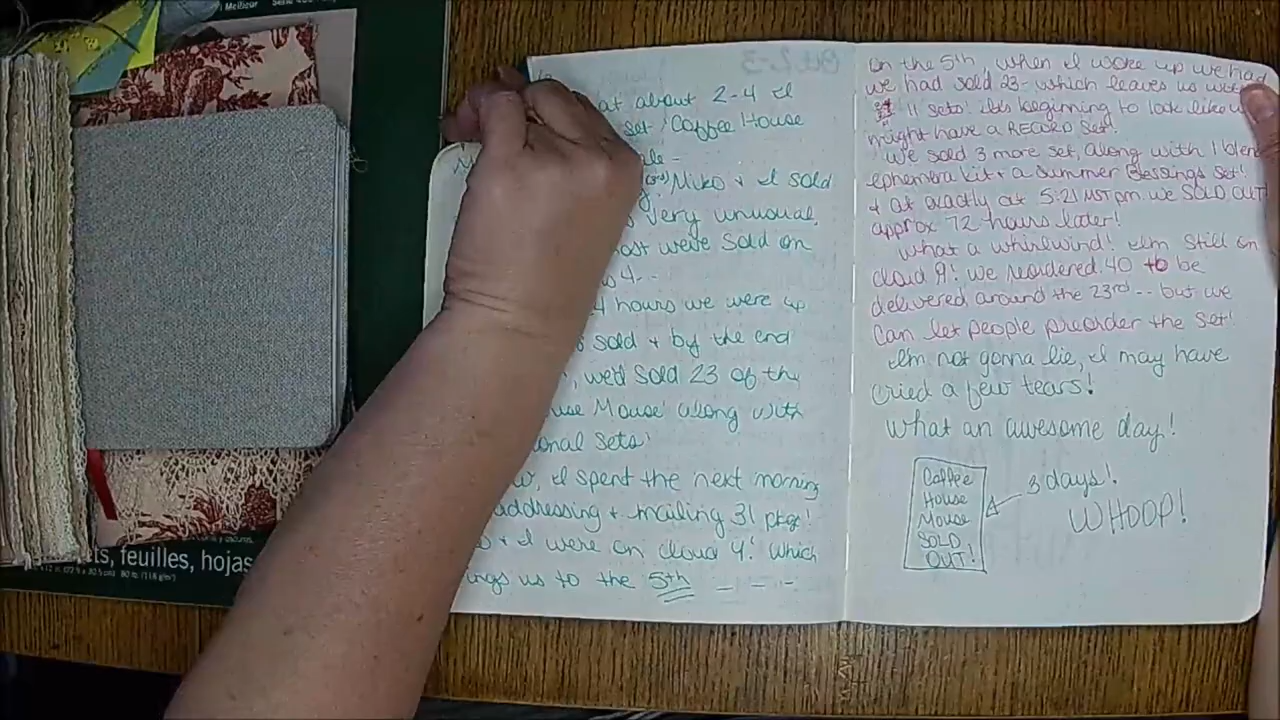 at about 2-4 I
set 'Coffee House
(3rd) Miko + I sold
very unusual,
most were sold on
4--
hours we were up
sold + by the end
we'd sold 23 of the
Mouse' along with
sets!
I spent the next morning
addressing + mailing 31 pkgs!
+ I were on cloud 9! Which
us to the 5th - - -
On the 5th when I woke up we had
we had sold 23 - which leaves us with
11 sets! It's beginning to look like
might have a RECORD Set!
We sold 3 more set, along with 1
ephemera kit + a Summer Blessings set!
+ at exactly at 5:21 MST pm we SOLD OUT
approx 72 hours later!
What a whirlwind! I'm still on
cloud 9! We reordered 40 to be
delivered around the 23rd -- but we
can let people preorder the set!
I'm not gonna lie, I may have
cried a few tears!
What an awesome day!
Coffee
House
Mouse
SOLD
OUT!
3 days!
WHOOP!
feuilles, hojas